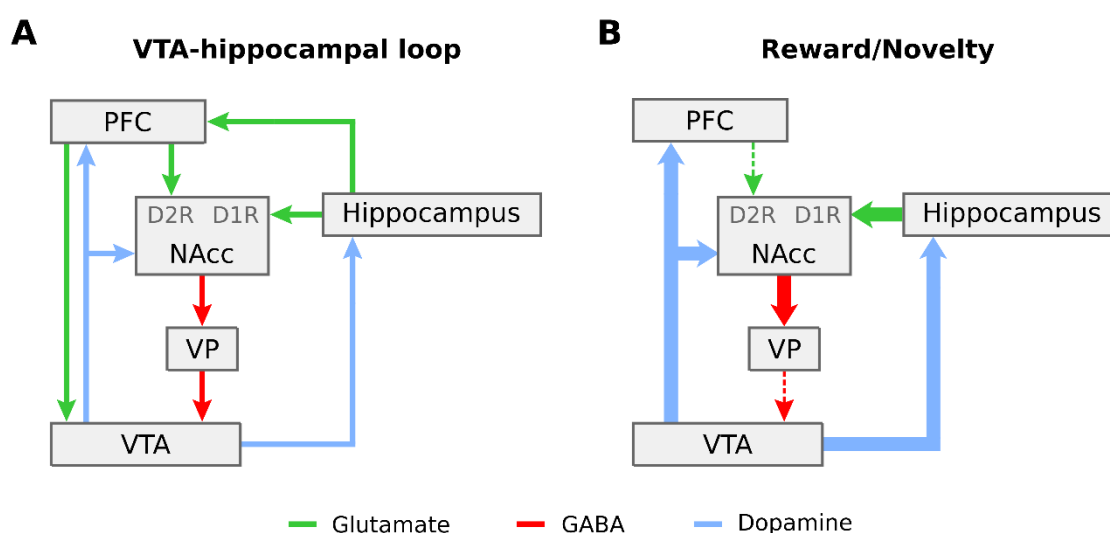 A
VTA-hippocampal loop
PFC
D2R D1R
NAcc
Hippocampus
VP
VTA
B
Reward/Novelty
PFC
D2R D1R
NAcc
Hippocampus
VP
VTA
Glutamate
GABA
Dopamine